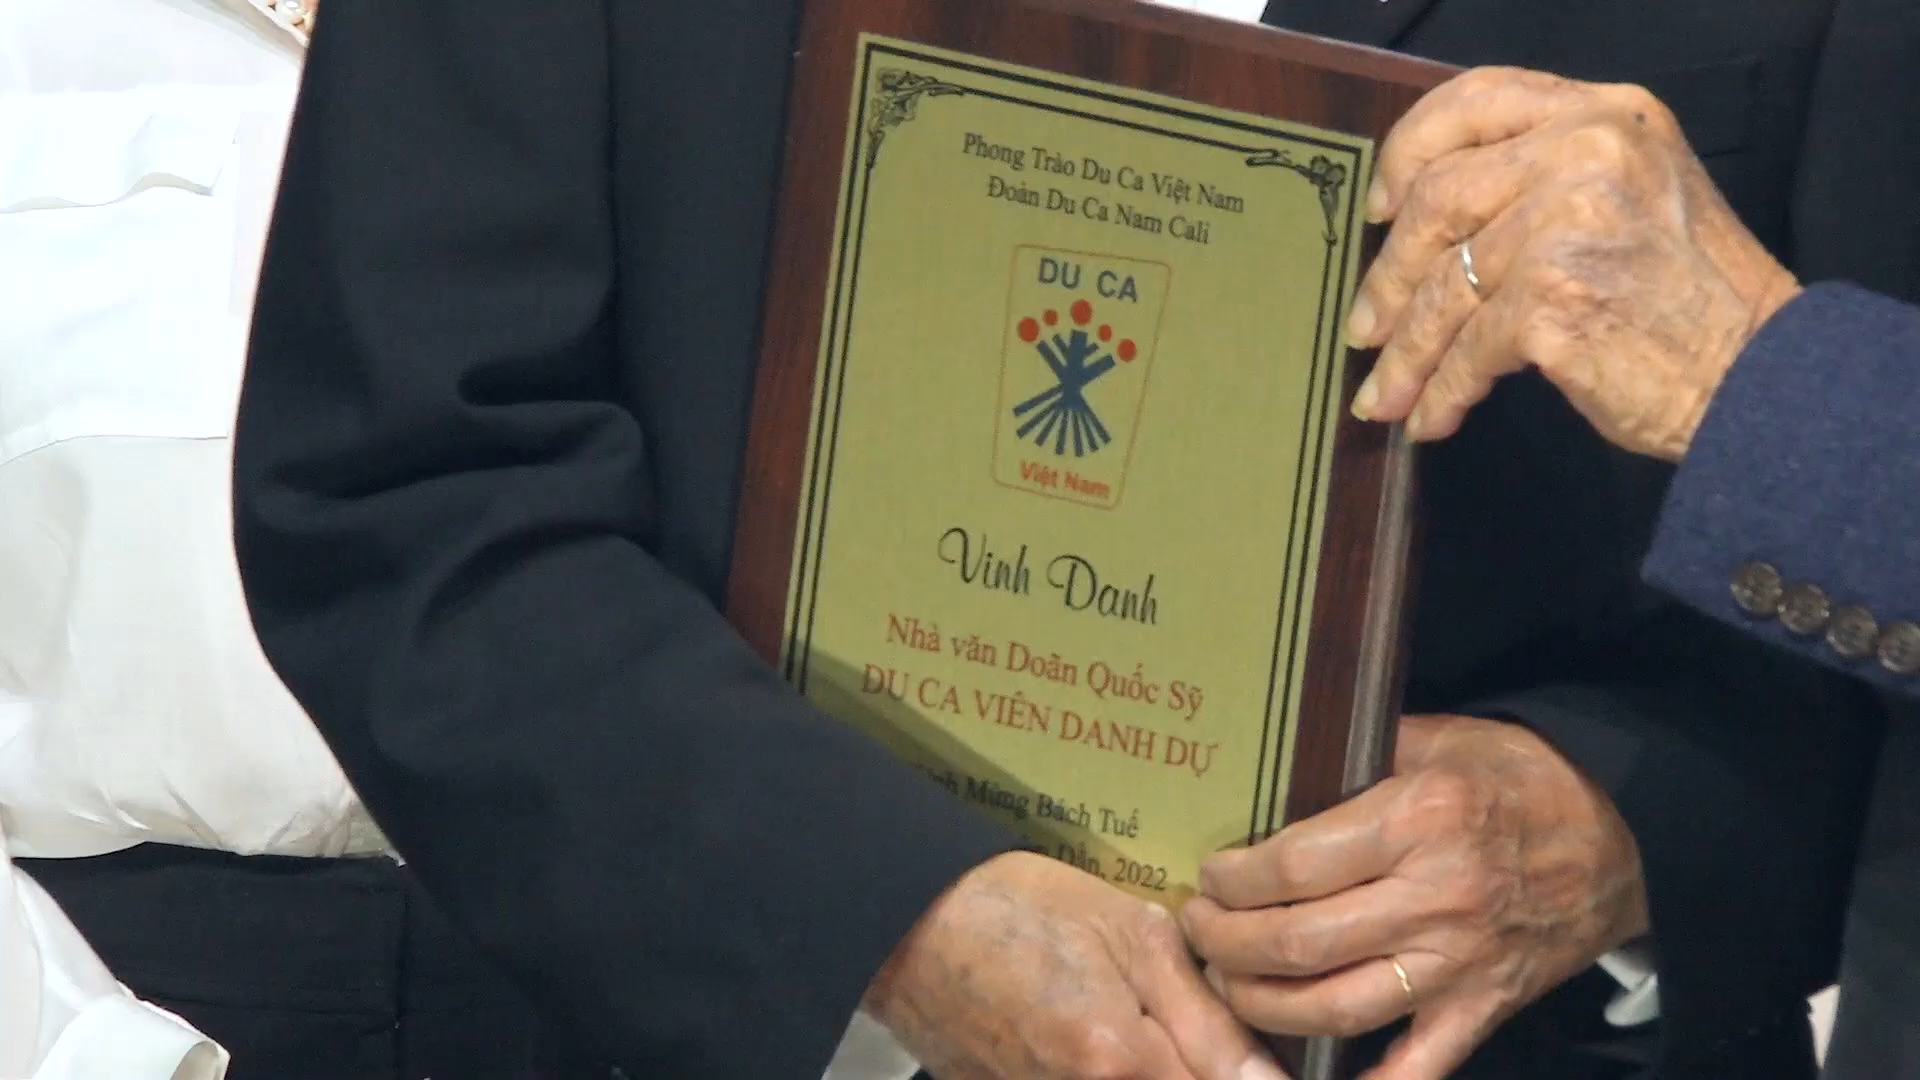 Phong Trào Du Ca Việt Nam
Đoàn Du Ca Nam Cali
DU CA
Việt Nam
Vinh Danh
Nhà văn Doãn Quốc Sỹ
DU CA VIÊN DANH DỰ
Mừng Bách Tuế
Dần, 2022